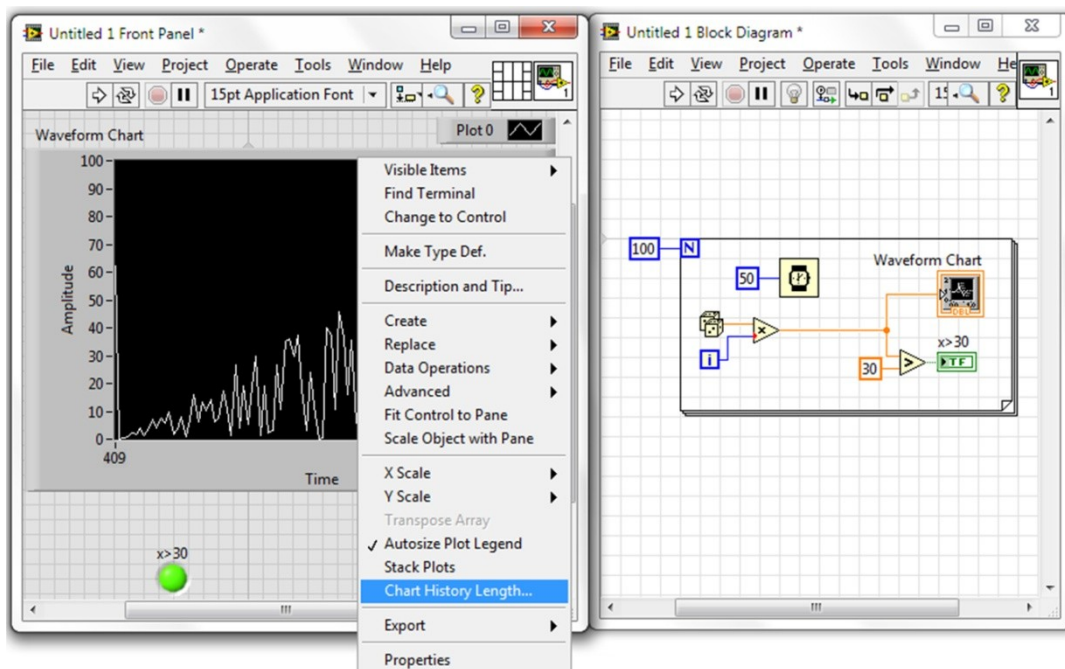 Untitled 1 Front Panel *
File Edit View Project Operate Tools Window Help
15pt Application Font
1
Waveform Chart
Plot 0
100
90
80
70
60
50
40
30
20
10
0
Amplitude
409
Time
x>30
Visible Items
Find Terminal
Change to Control
Make Type Def.
Description and Tip...
Create
Replace
Data Operations
Advanced
Fit Control to Pane
Scale Object with Pane
X Scale
Y Scale
Transpose Array
Autosize Plot Legend
Stack Plots
Chart History Length...
Export
Properties
Untitled 1 Block Diagram *
File Edit View Project Operate Tools Window He
1
100 N
50
Waveform Chart
DBL
i
x>30
30 > TF